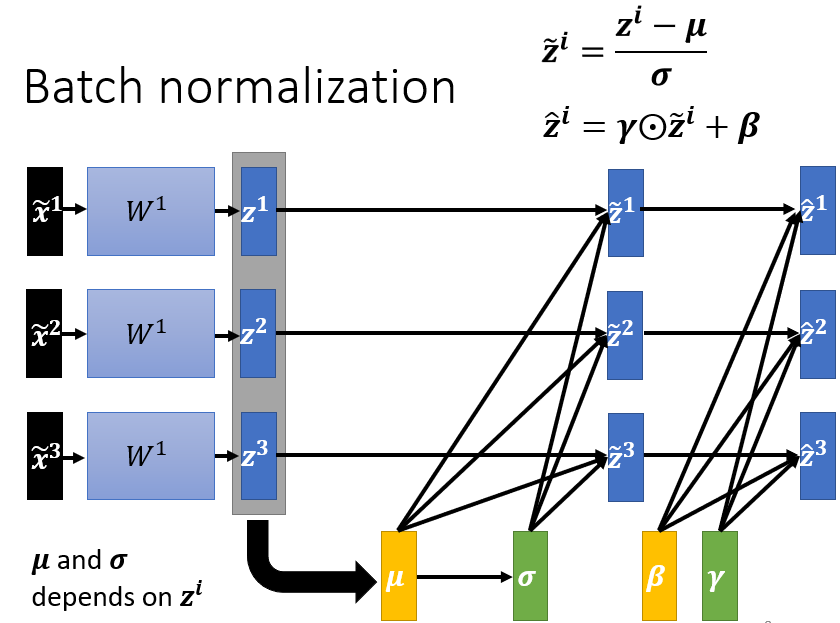 Batch normalization
z̃ⁱ = (zⁱ − μ) / σ
ẑⁱ = γ⊙z̃ⁱ + β
x̃¹ W¹ z¹ z̃¹ ẑ¹
x̃² W¹ z² z̃² ẑ²
x̃³ W¹ z³ z̃³ ẑ³
μ σ β γ
μ and σ
depends on zⁱ